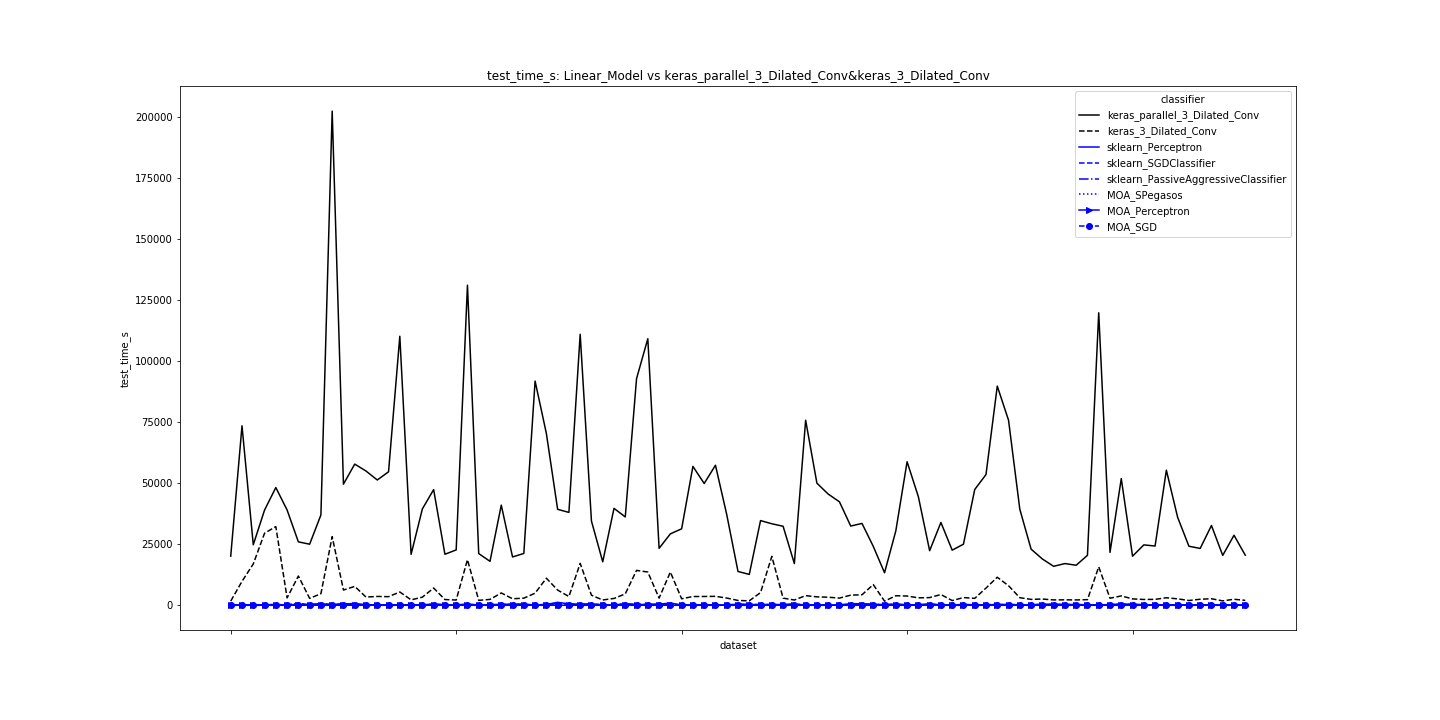 test_time_s: Linear_Model vs keras_parallel_3_Dilated_Conv&keras_3_Dilated_Conv
classifier
keras_parallel_3_Dilated_Conv
keras_3_Dilated_Conv
sklearn_Perceptron
sklearn_SGDClassifier
sklearn_PassiveAggressiveClassifier
MOA_SPegasos
MOA_Perceptron
MOA_SGD
200000
175000
150000
125000
100000
75000
50000
25000
0
test_time_s
dataset